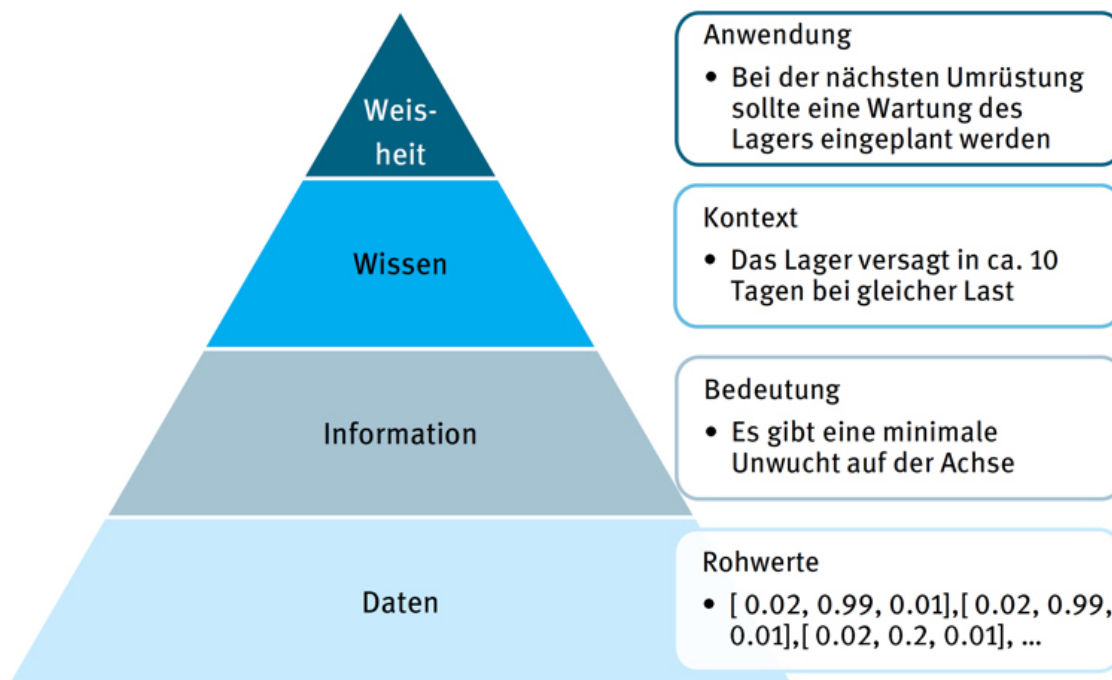 Weis-
heit
Anwendung
• Bei der nächsten Umrüstung
sollte eine Wartung des
Lagers eingeplant werden
Wissen
Kontext
• Das Lager versagt in ca. 10
Tagen bei gleicher Last
Information
Bedeutung
• Es gibt eine minimale
Unwucht auf der Achse
Daten
Rohwerte
• [ 0.02, 0.99, 0.01],[ 0.02, 0.99,
0.01],[ 0.02, 0.2, 0.01], ...